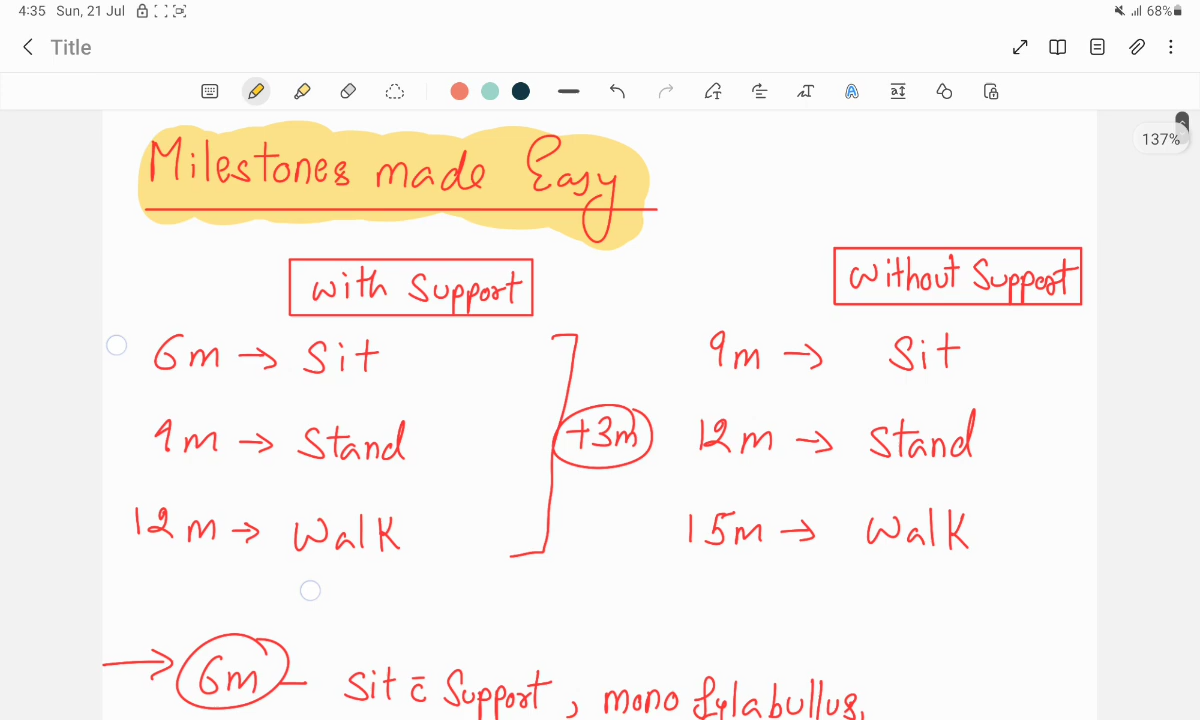 4:35 Sun, 21 Jul 68%
Title
137%
Milestones made Easy
With Support Without Support
6m → Sit 9m → Sit
9m → Stand +3m 12m → Stand
12m → Walk 15m → Walk
→ 6m - Sit c̄ Support, mono Sylabullus,